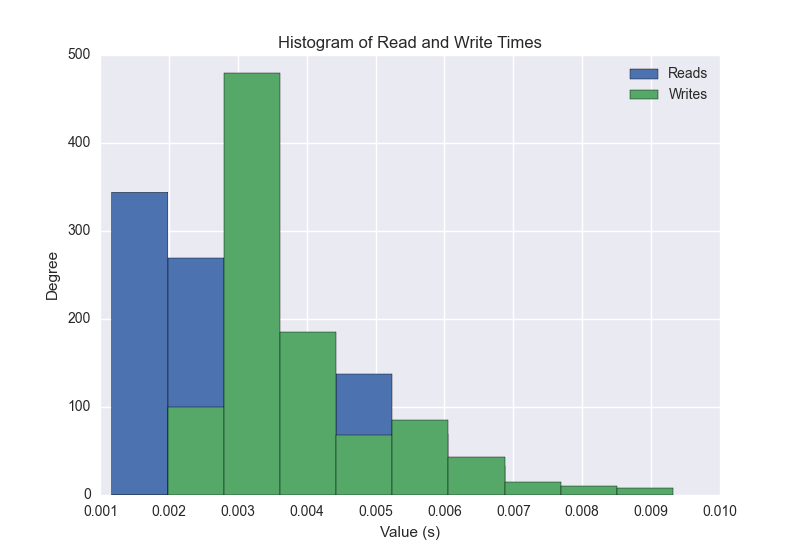 Histogram of Read and Write Times
500
400
300
200
100
0
Degree
Reads
Writes
0.001 0.002 0.003 0.004 0.005 0.006 0.007 0.008 0.009 0.010
Value (s)